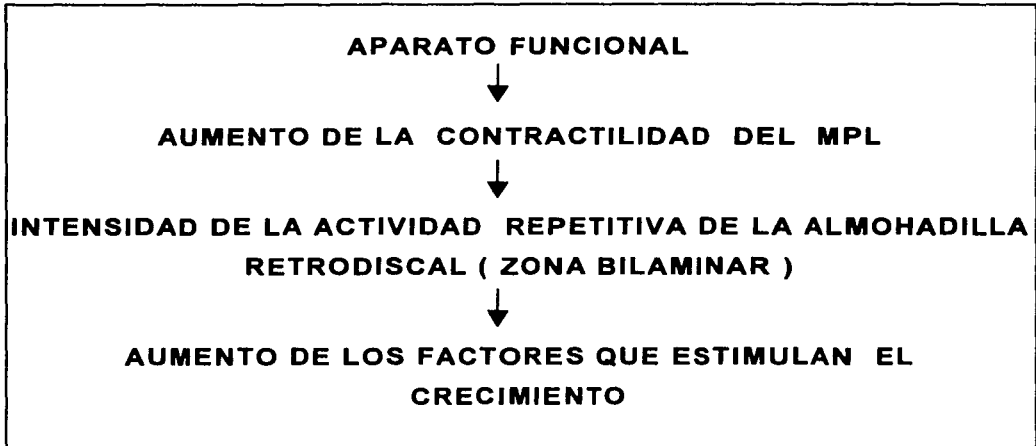 APARATO FUNCIONAL
AUMENTO DE LA CONTRACTILIDAD DEL MPL
INTENSIDAD DE LA ACTIVIDAD REPETITIVA DE LA ALMOHADILLA
RETRODISCAL ( ZONA BILAMINAR )
AUMENTO DE LOS FACTORES QUE ESTIMULAN EL
CRECIMIENTO